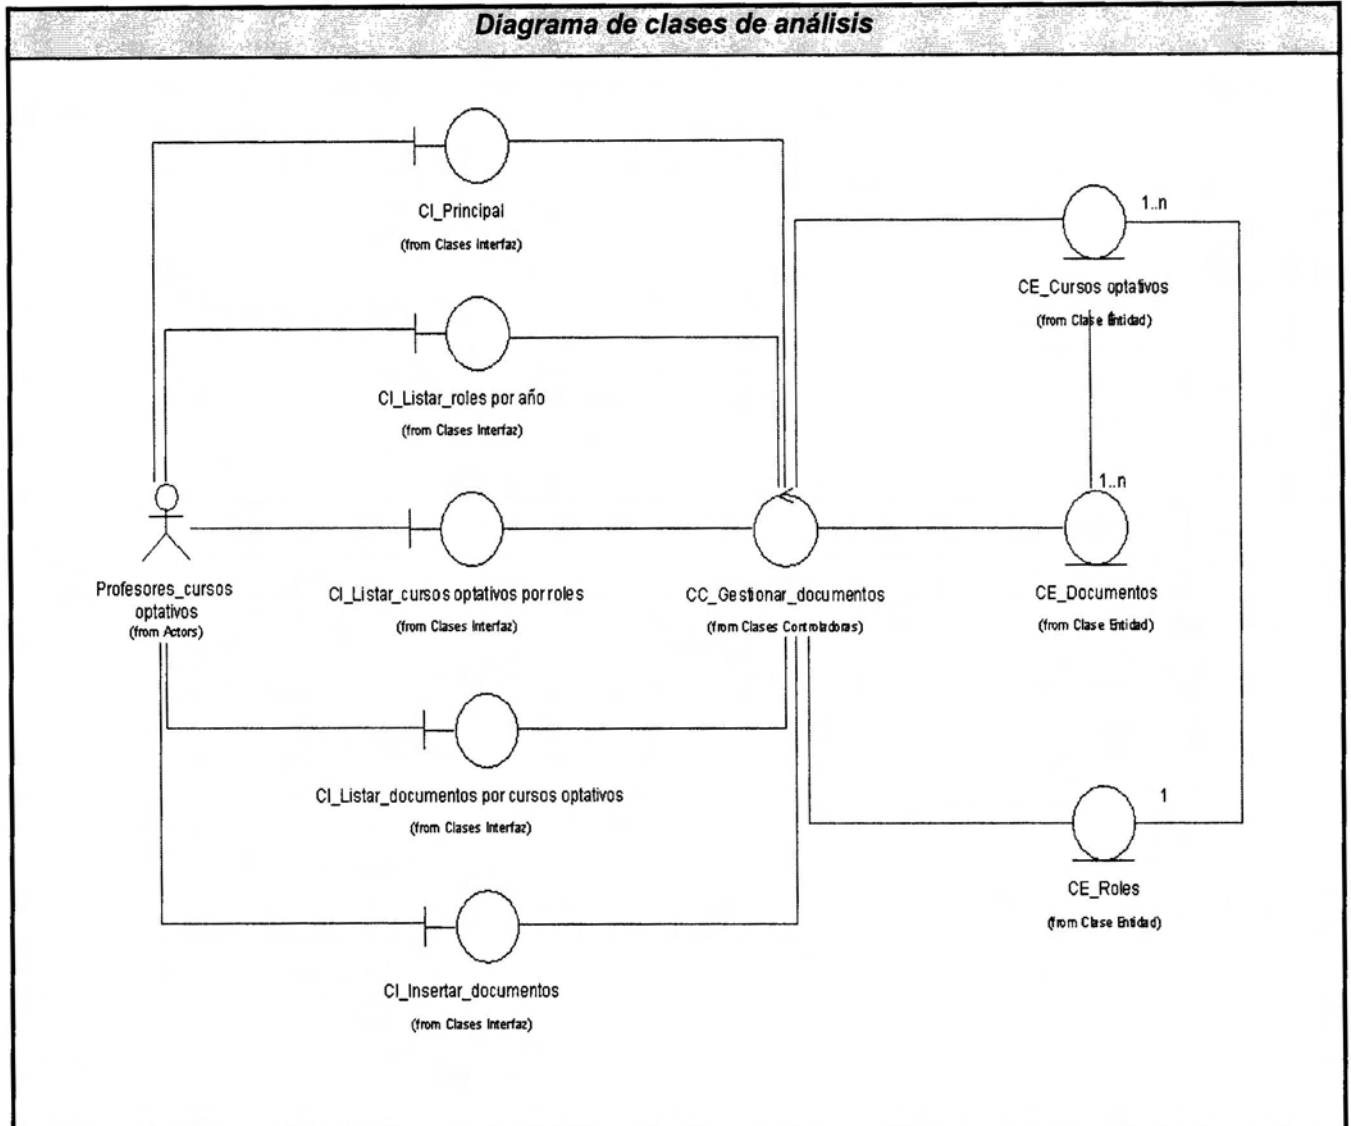 Diagrama de clases de análisis
CI_Principal
(from Clases Interfaz)
1..n
CE_Cursos optativos
(from Clase Entidad)
CI_Listar_roles por año
(from Clases Interfaz)
1..n
Profesores_cursos
optativos
(from Actors)
CI_Listar_cursos optativos por roles
(from Clases Interfaz)
CC_Gestionar_documentos
(from Clases Controladoras)
CE_Documentos
(from Clase Entidad)
CI_Listar_documentos por cursos optativos
(from Clases Interfaz)
1
CE_Roles
(from Clase Entidad)
CI_Insertar_documentos
(from Clases Interfaz)